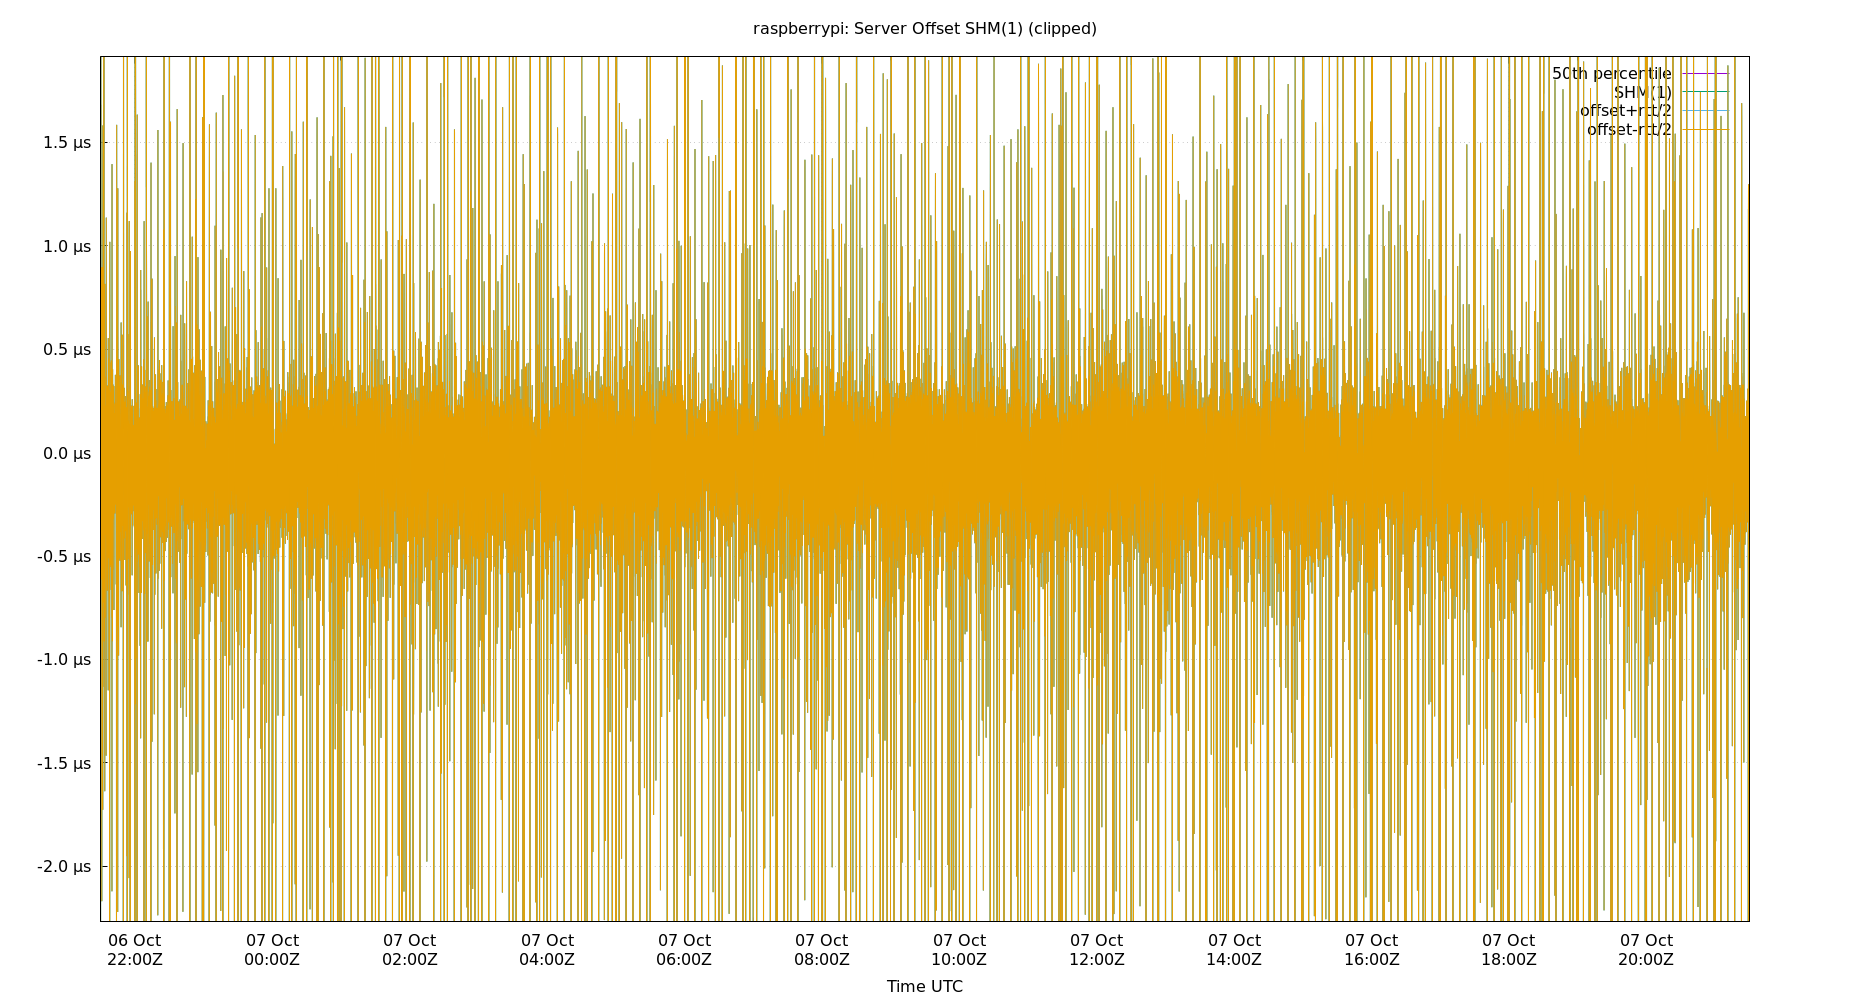 raspberrypi: Server Offset SHM(1) (clipped)
50th percentile
SHM(1)
offset+rtt/2
offset-rtt/2
1.5 µs
1.0 µs
0.5 µs
0.0 µs
-0.5 µs
-1.0 µs
-1.5 µs
-2.0 µs
06 Oct 07 Oct 07 Oct 07 Oct 07 Oct 07 Oct 07 Oct 07 Oct 07 Oct 07 Oct 07 Oct 07 Oct
22:00Z 00:00Z 02:00Z 04:00Z 06:00Z 08:00Z 10:00Z 12:00Z 14:00Z 16:00Z 18:00Z 20:00Z
Time UTC